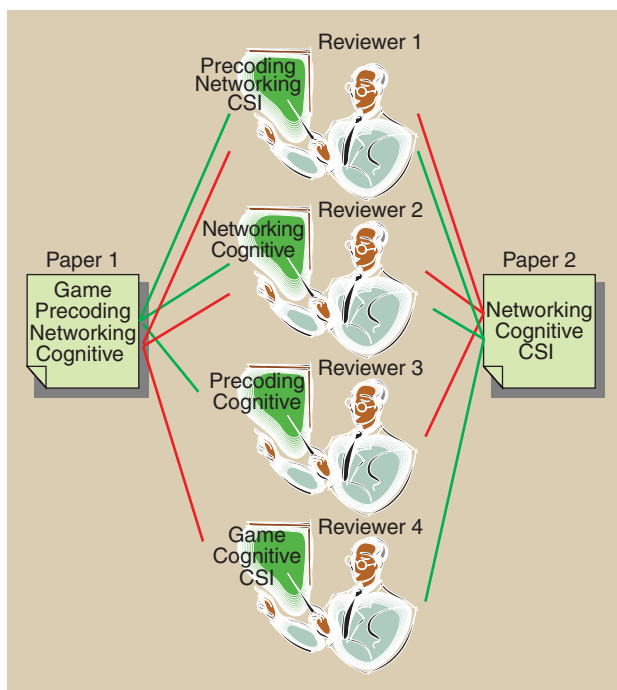 Reviewer 1
Precoding
Networking
CSI
Reviewer 2
Networking
Cognitive
Paper 1
Game
Precoding
Networking
Cognitive
Paper 2
Networking
Cognitive
CSI
Reviewer 3
Precoding
Cognitive
Reviewer 4
Game
Cognitive
CSI